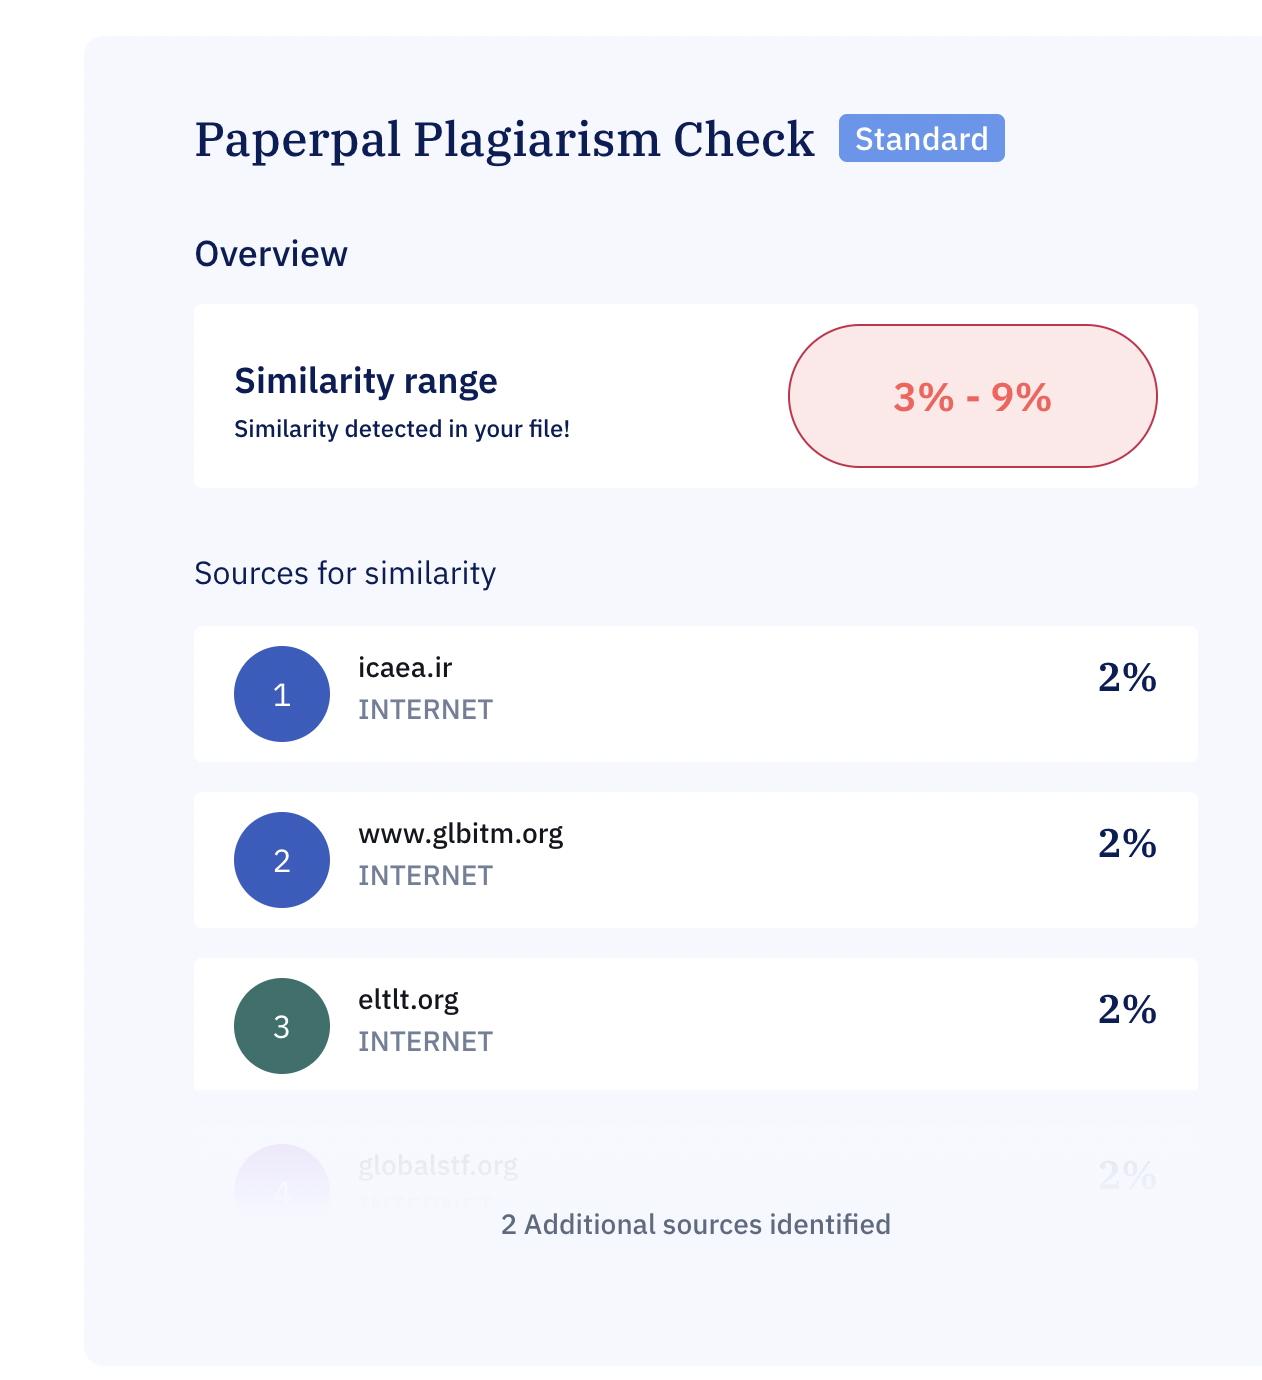 Paperpal Plagiarism Check Standard
Overview
Similarity range
Similarity detected in your file!
3% - 9%
Sources for similarity
1
icaea.ir
INTERNET
2%
2
www.glbitm.org
INTERNET
2%
3
eltlt.org
INTERNET
2%
4
globalstf.org
INTERNET
2%
2 Additional sources identified